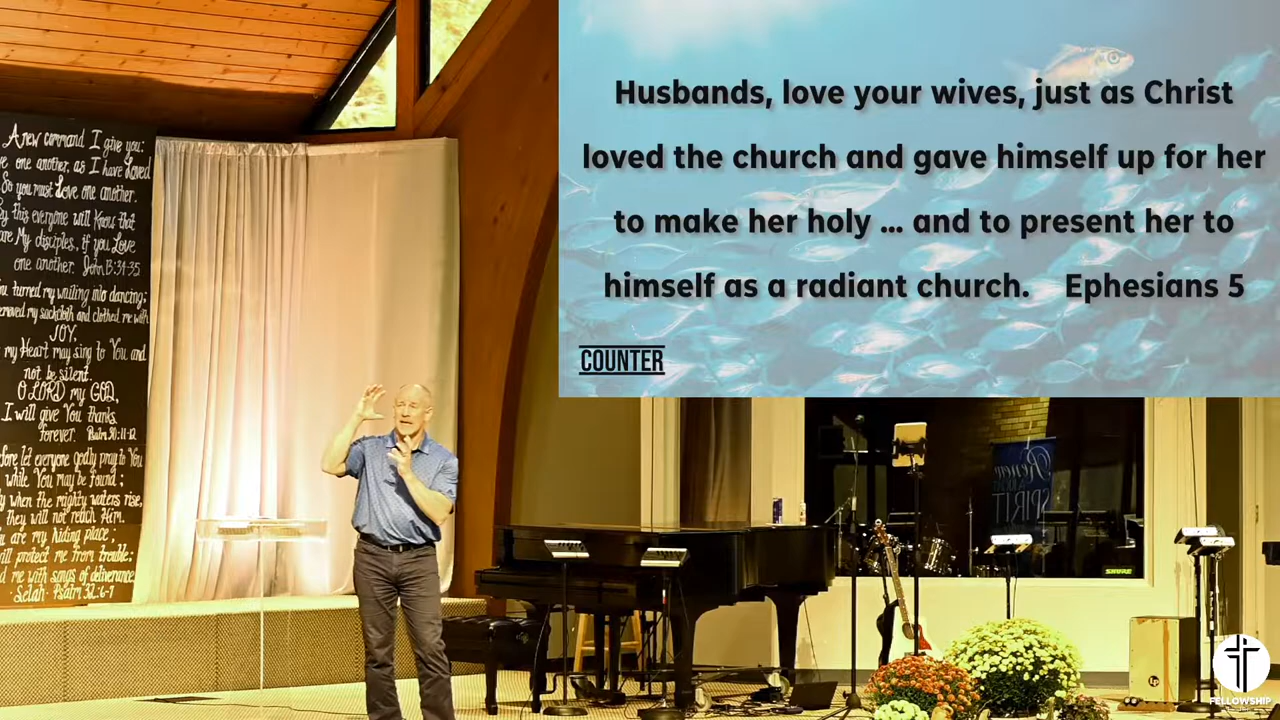 Husbands, love your wives, just as Christ
loved the church and gave himself up for her
to make her holy ... and to present her to
himself as a radiant church. Ephesians 5
COUNTER
A new command I give you:
one another, as I have Loved
So you must Love one another.
By this everyone will Know that
are My disciples, if you Love
one another. John 13:34-35
turned my wailing into dancing;
removed my sackcloth and clothed me with
JOY,
my Heart may sing to You and
not be silent.
O LORD my GOD,
I will give You thanks
forever. Psalm 30:11-12
let everyone godly pray to You
while You may be found;
when the mighty waters rise,
they will not reach Him.
are my hiding place;
will protect me from trouble;
me with songs of deliverance
Selah Psalm 32:6-7
Renew
SPIRIT
SHURE
FELLOWSHIP